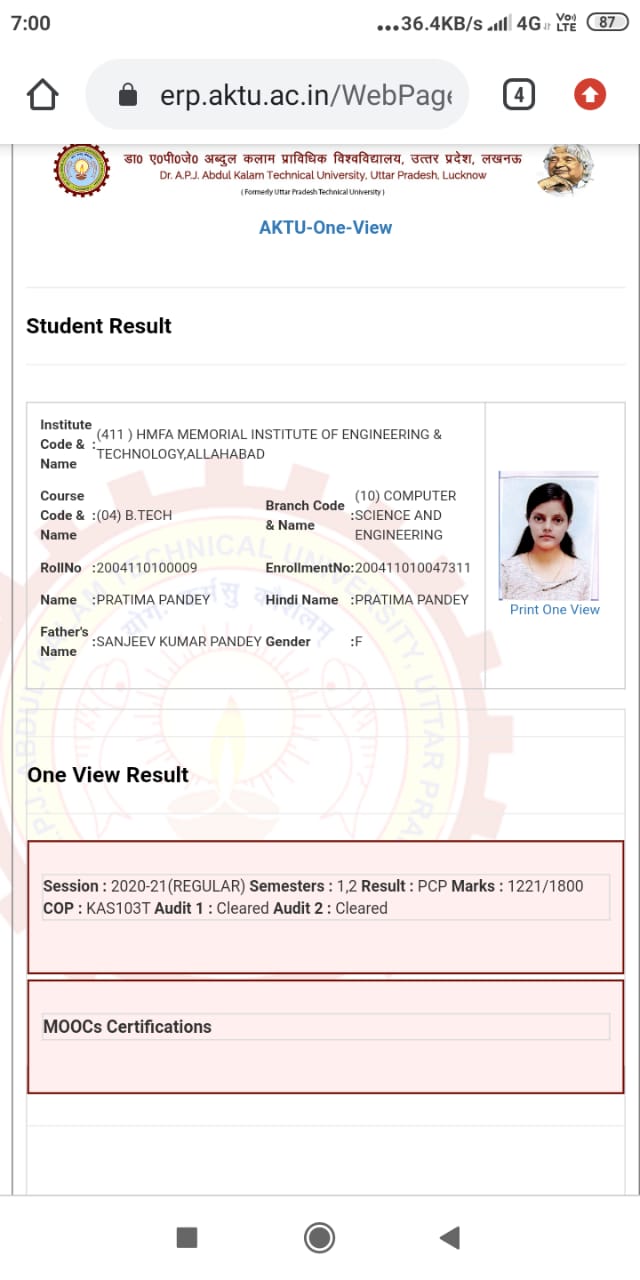 7:00
...36.4KB/s 4G Vo)) LTE 87
erp.aktu.ac.in/WebPage
4
डा० ए०पी०जे० अब्दुल कलाम प्राविधिक विश्वविद्यालय, उत्तर प्रदेश, लखनऊ
Dr. A.P.J. Abdul Kalam Technical University, Uttar Pradesh, Lucknow
( Formerly Uttar Pradesh Technical University )
AKTU-One-View
Student Result
Institute Code & Name : (411 ) HMFA MEMORIAL INSTITUTE OF ENGINEERING & TECHNOLOGY,ALLAHABAD
Course Code & Name :(04) B.TECH
Branch Code & Name :(10) COMPUTER SCIENCE AND ENGINEERING
RollNo :2004110100009
EnrollmentNo:200411010047311
Name :PRATIMA PANDEY
Hindi Name :PRATIMA PANDEY
Father's Name :SANJEEV KUMAR PANDEY
Gender :F
Print One View
One View Result
Session : 2020-21(REGULAR) Semesters : 1,2 Result : PCP Marks : 1221/1800
COP : KAS103T Audit 1 : Cleared Audit 2 : Cleared
MOOCs Certifications